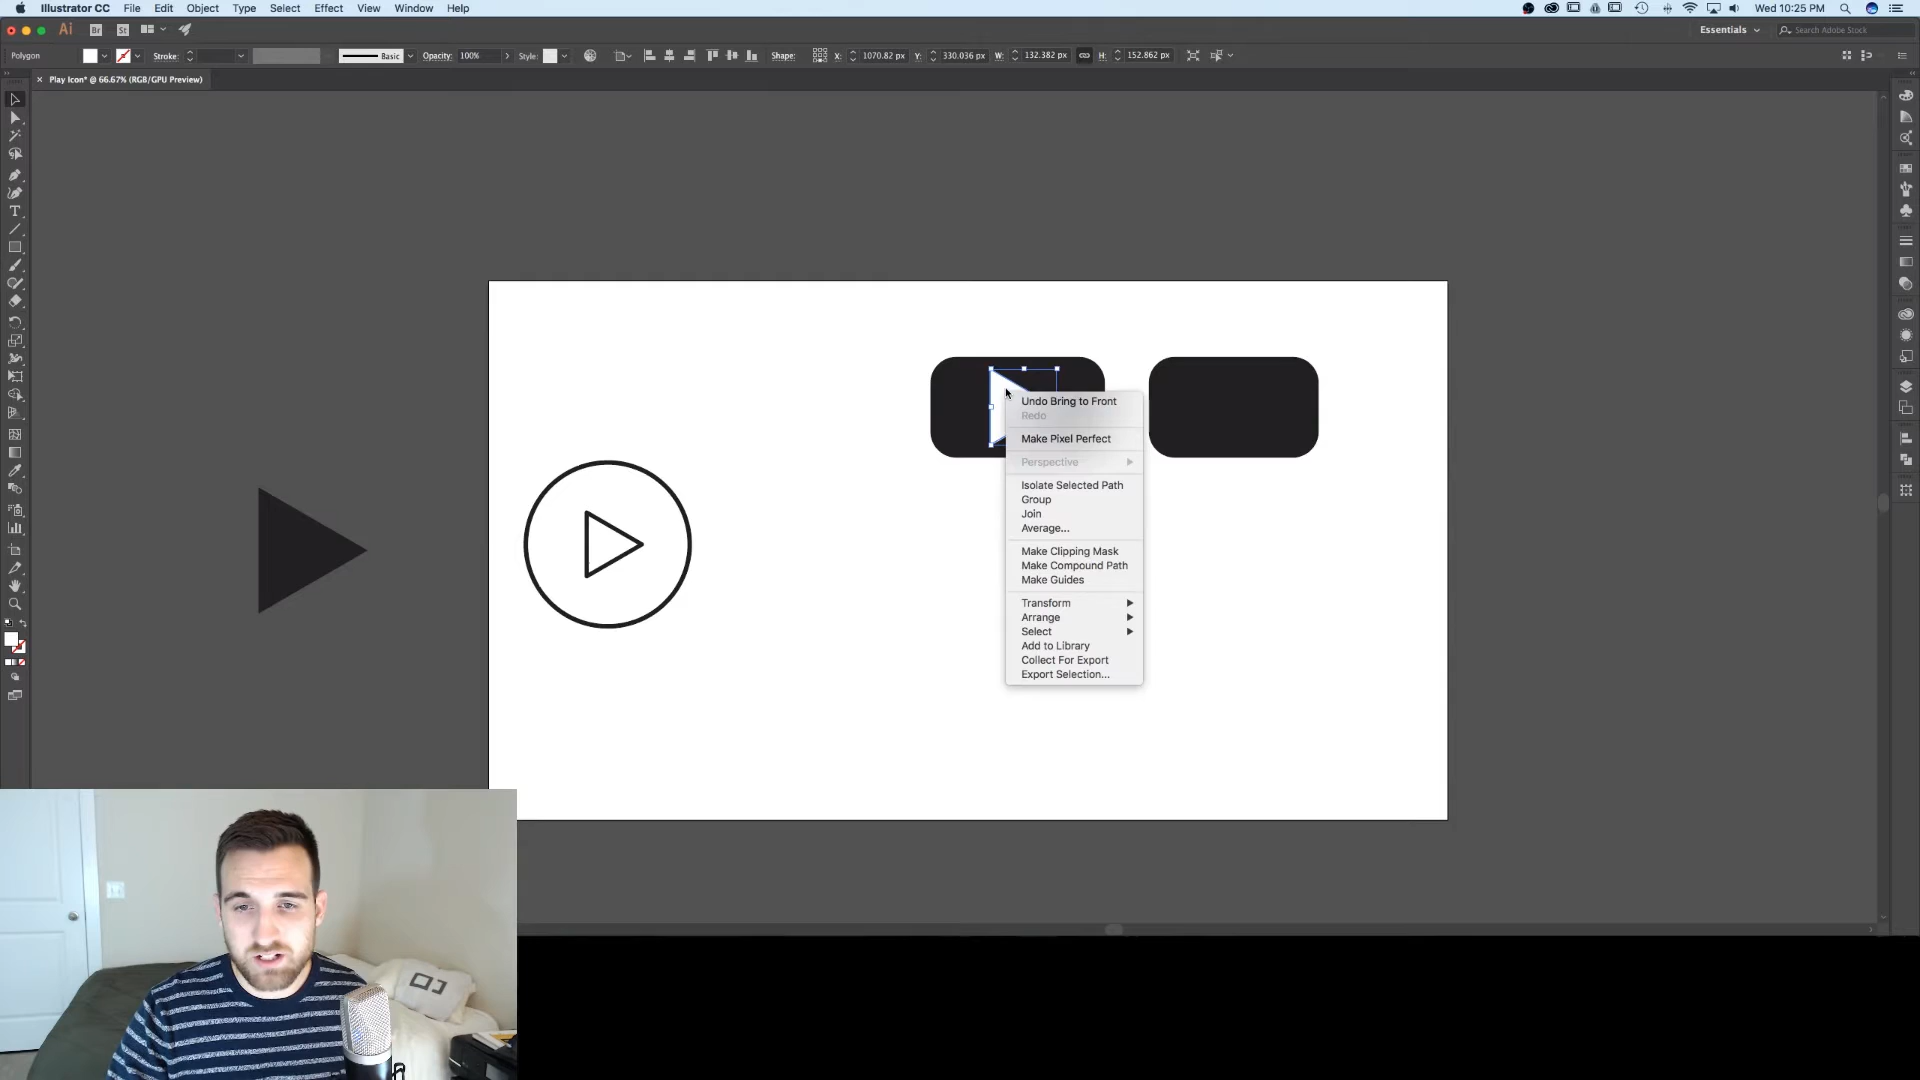 Illustrator CC File Edit Object Type Select Effect View Window Help Wed 10:25 PM
Ai Br St Essentials Search Adobe Stock
Polygon Stroke: Basic Opacity: 100% Style: Shape: X: 1070.82 px Y: 330.036 px W: 132.382 px H: 152.862 px
× Play Icon* @ 66.67% (RGB/GPU Preview)
T
Undo Bring to Front
Redo
Make Pixel Perfect
Perspective
Isolate Selected Path
Group
Join
Average...
Make Clipping Mask
Make Compound Path
Make Guides
Transform
Arrange
Select
Add to Library
Collect For Export
Export Selection...